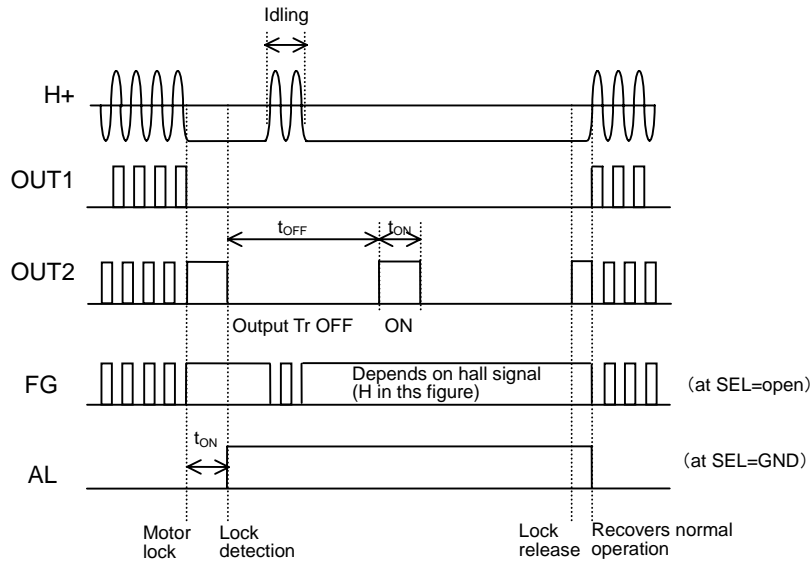 Idling
H+
OUT1
tOFF
tON
OUT2
Output Tr OFF
ON
FG
Depends on hall signal
(H in ths figure)
(at SEL=open)
tON
AL
(at SEL=GND)
Motor
lock
Lock
detection
Lock
release
Recovers normal
operation